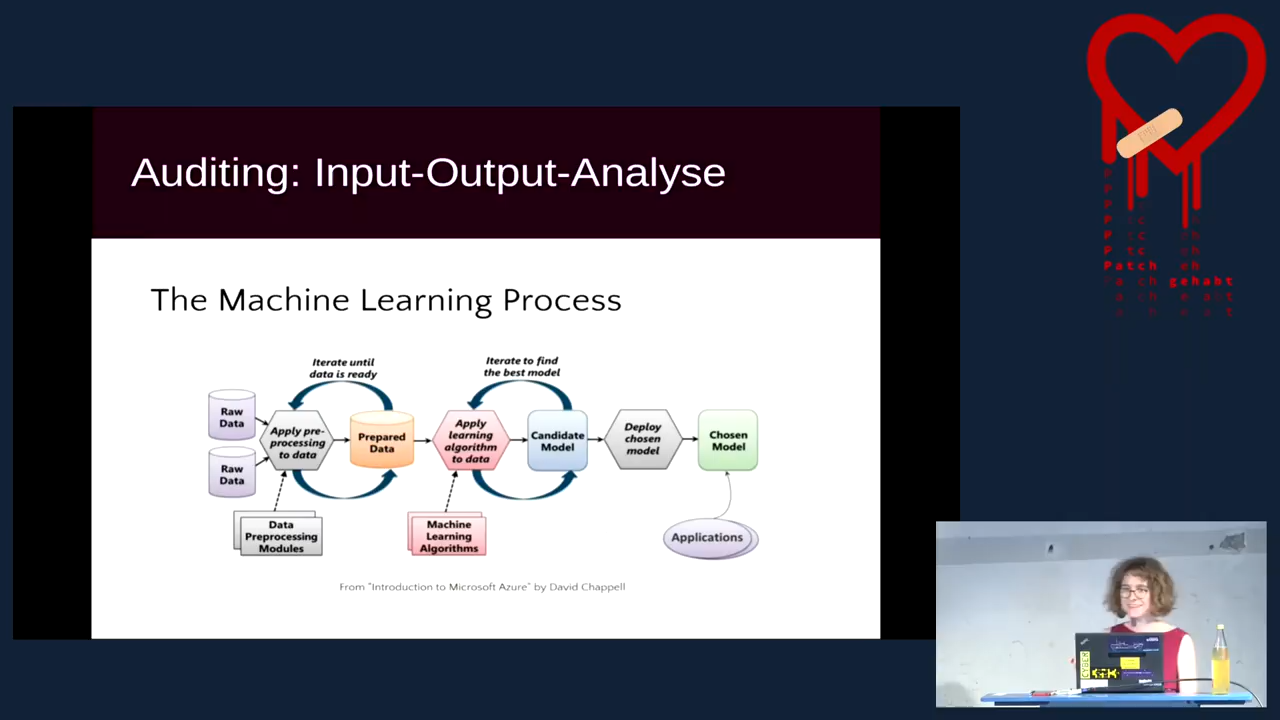 Auditing: Input-Output-Analyse
The Machine Learning Process
Iterate until
data is ready
Iterate to find
the best model
Raw
Data
Raw
Data
Apply pre-
processing
to data
Prepared
Data
Apply
learning
algorithm
to data
Candidate
Model
Deploy
chosen
model
Chosen
Model
Data
Preprocessing
Modules
Machine
Learning
Algorithms
Applications
From "Introduction to Microsoft Azure" by David Chappell
Patch
gehabt
CYBER